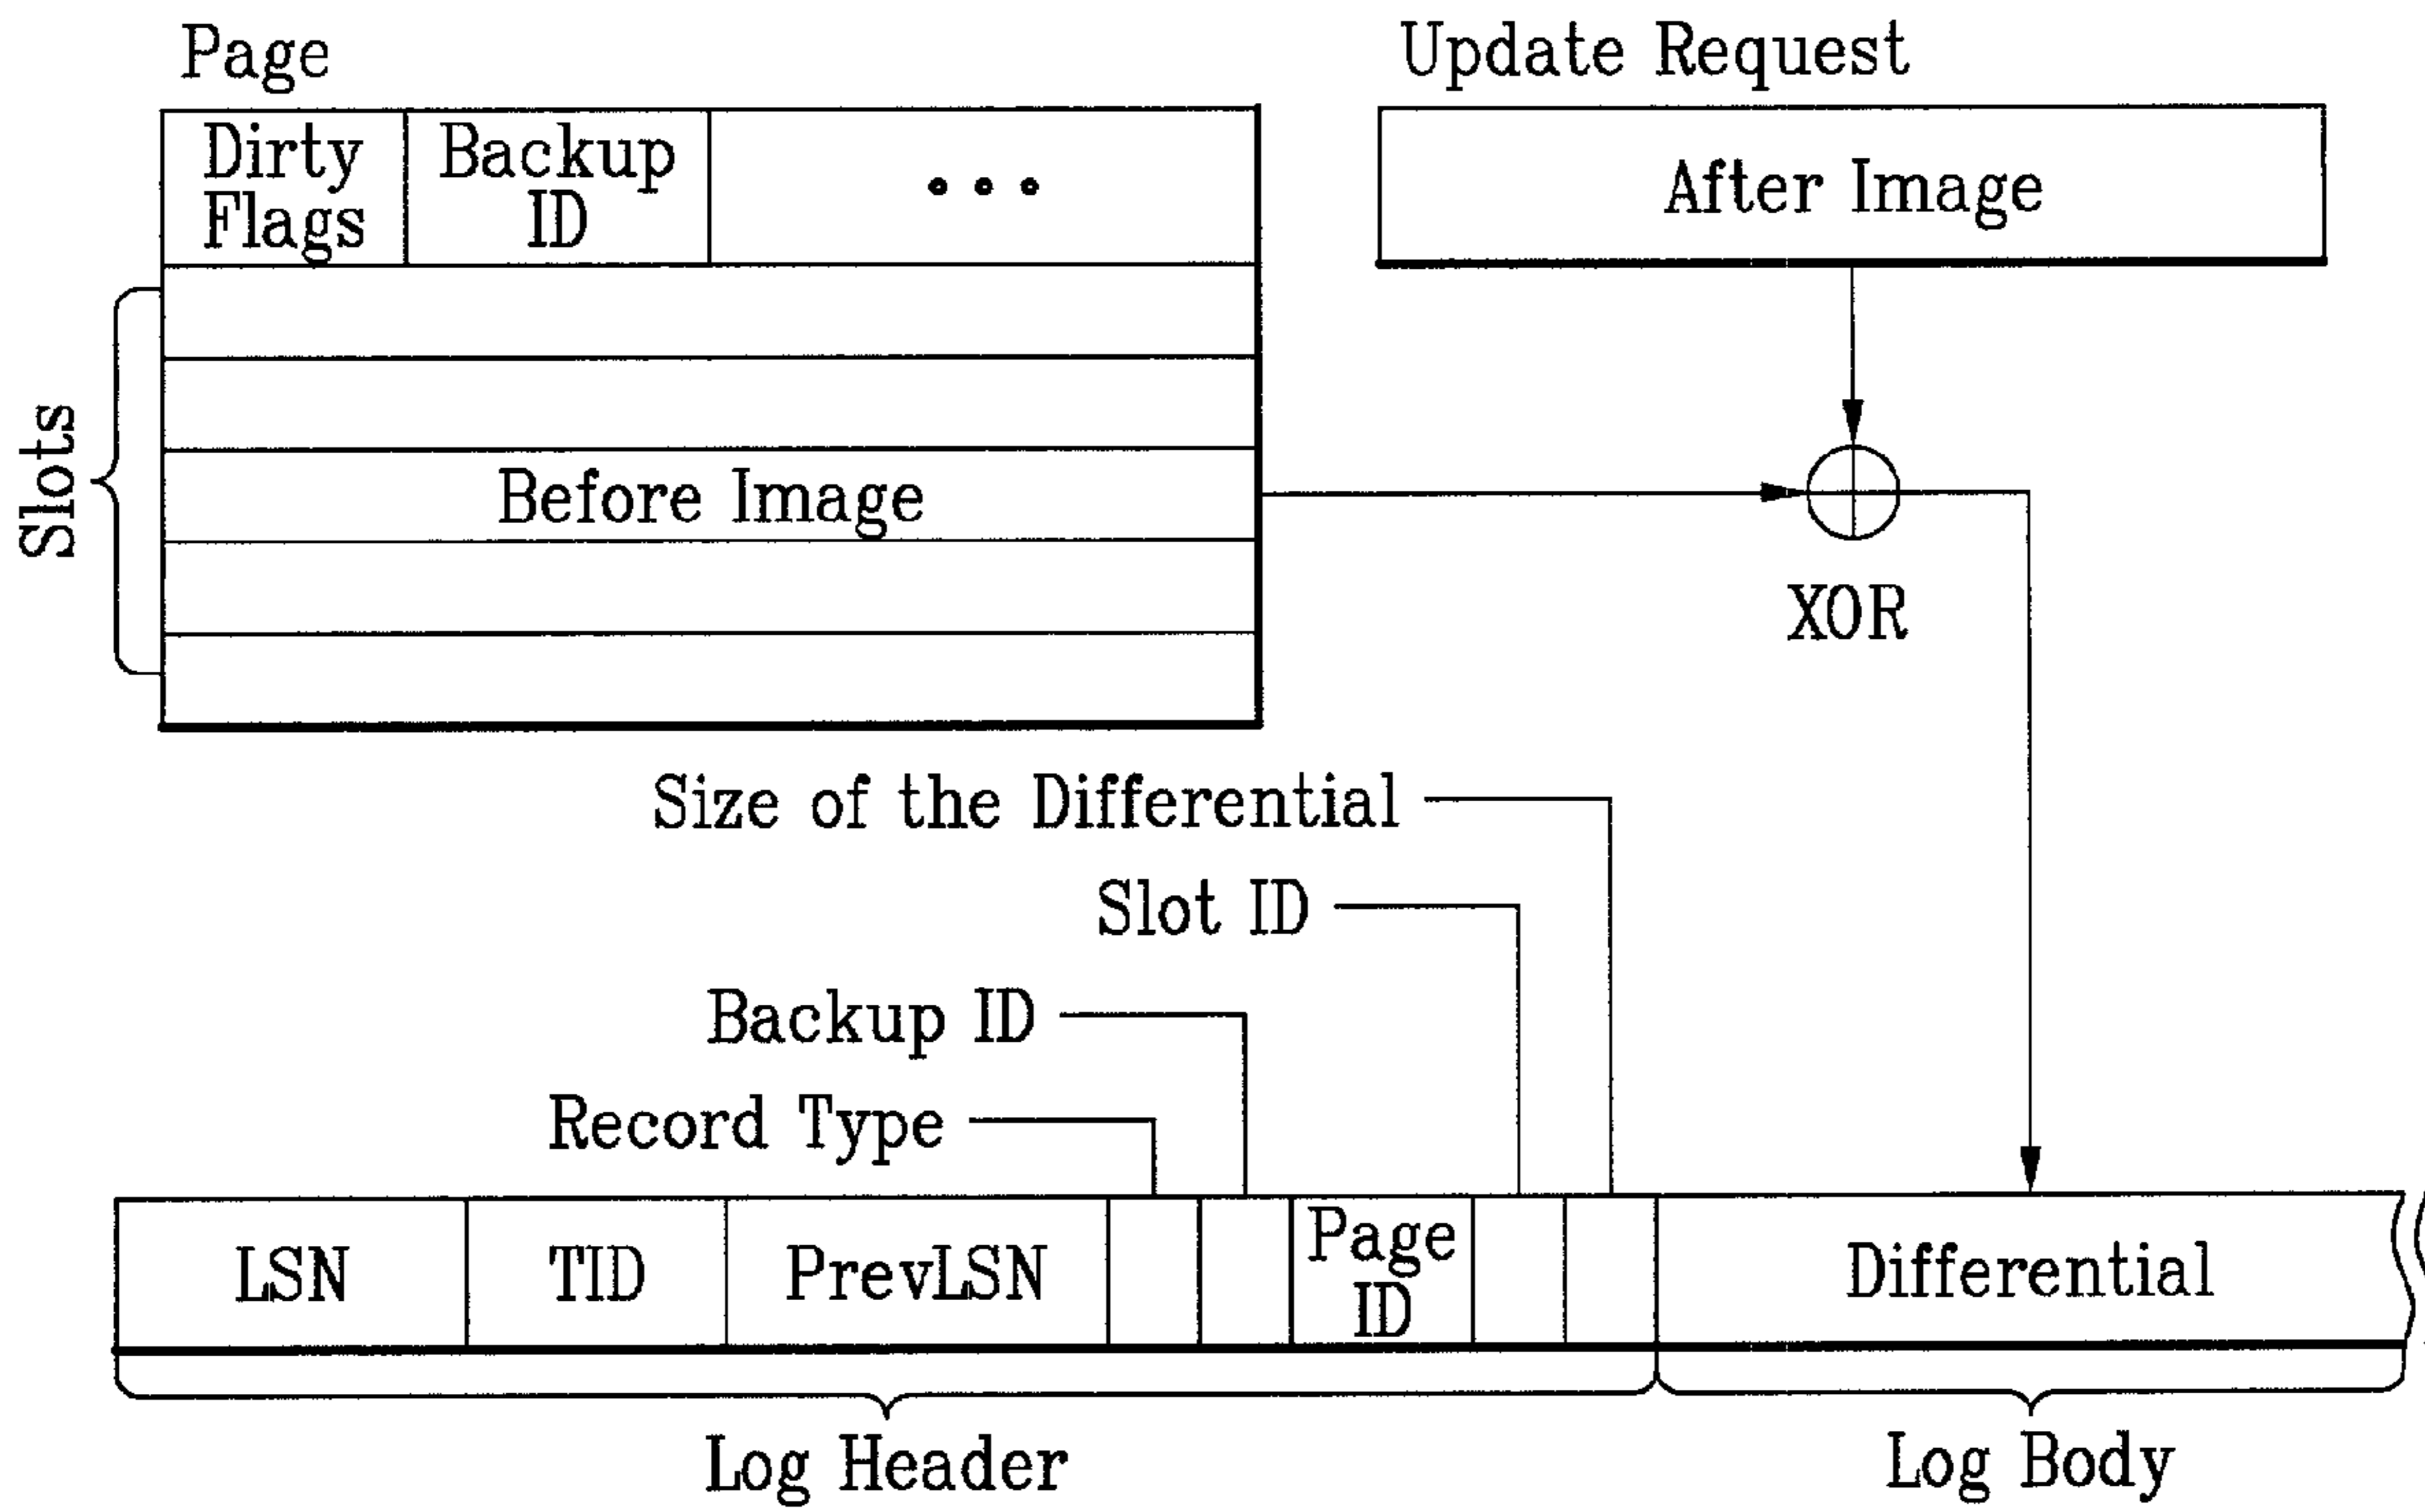 Page
Update Request
Dirty
Flags
Backup
ID
After Image
Slots
Before Image
XOR
Size of the Differential
Slot ID
Backup ID
Record Type
LSN
TID
PrevLSN
Page
ID
Differential
Log Header
Log Body